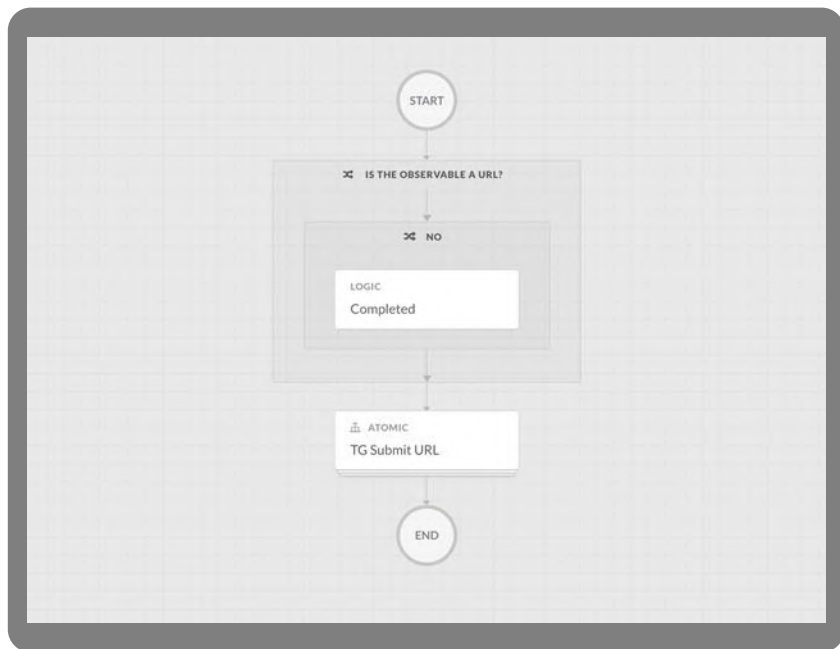 START
IS THE OBSERVABLE A URL?
NO
LOGIC
Completed
ATOMIC
TG Submit URL
END